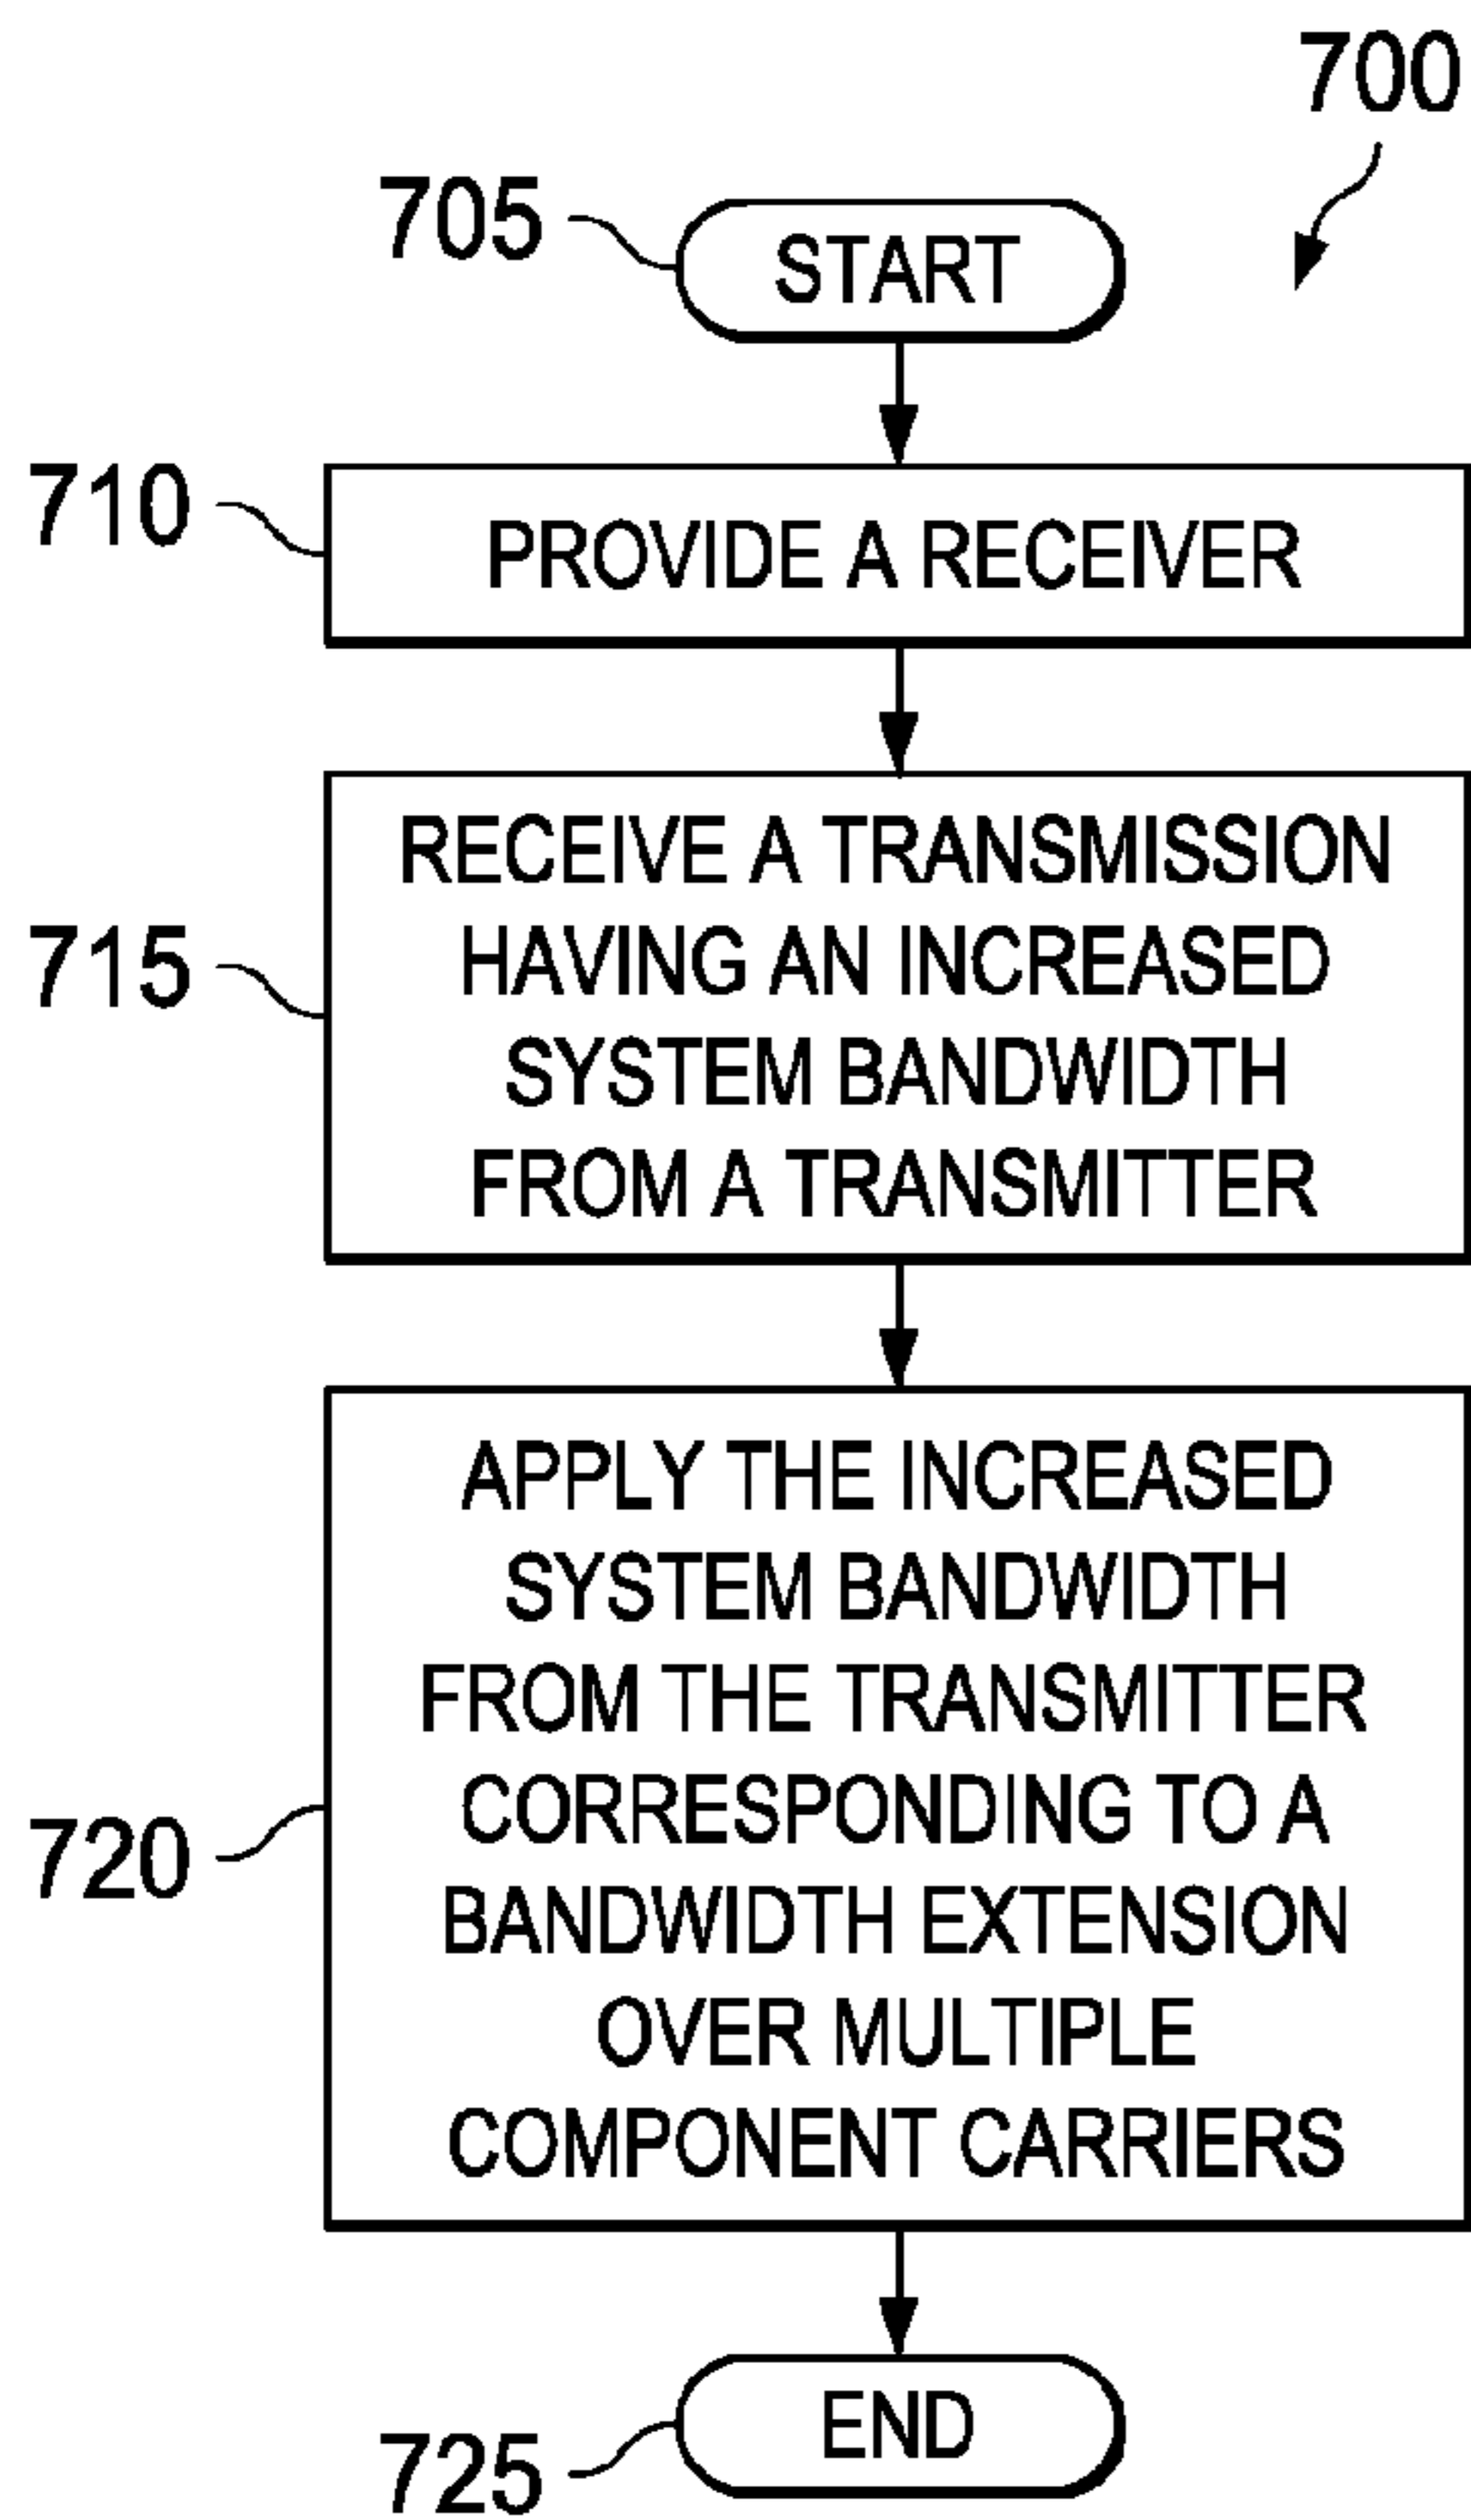 700
705
START
710
PROVIDE A RECEIVER
715
RECEIVE A TRANSMISSION
HAVING AN INCREASED
SYSTEM BANDWIDTH
FROM A TRANSMITTER
720
APPLY THE INCREASED
SYSTEM BANDWIDTH
FROM THE TRANSMITTER
CORRESPONDING TO A
BANDWIDTH EXTENSION
OVER MULTIPLE
COMPONENT CARRIERS
725
END